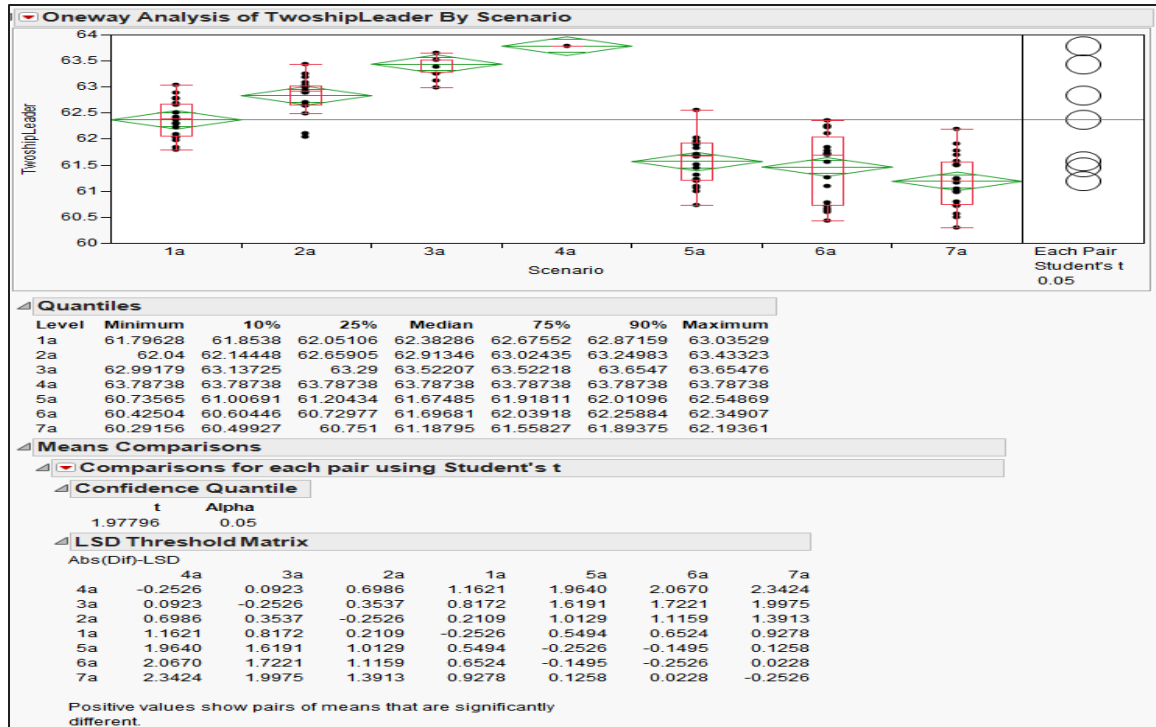 Oneway Analysis of TwoshipLeader By Scenario
64
63.5
63
62.5
62
61.5
61
60.5
60
TwoshipLeader
1a 2a 3a 4a 5a 6a 7a
Scenario
Each Pair
Student's t
0.05
Quantiles
Level Minimum 10% 25% Median 75% 90% Maximum
1a 61.79628 61.8538 62.05106 62.38286 62.67552 62.87159 63.03529
2a 62.04 62.14448 62.65905 62.91346 63.02435 63.24983 63.43323
3a 62.99179 63.13725 63.29 63.52207 63.52218 63.6547 63.65476
4a 63.78738 63.78738 63.78738 63.78738 63.78738 63.78738 63.78738
5a 60.73565 61.00691 61.20434 61.67485 61.91811 62.01096 62.54869
6a 60.42504 60.60446 60.72977 61.69681 62.03918 62.25884 62.34907
7a 60.29156 60.49927 60.751 61.18795 61.55827 61.89375 62.19361
Means Comparisons
Comparisons for each pair using Student's t
Confidence Quantile
t Alpha
1.97796 0.05
LSD Threshold Matrix
Abs(Dif)-LSD
4a 3a 2a 1a 5a 6a 7a
4a -0.2526 0.0923 0.6986 1.1621 1.9640 2.0670 2.3424
3a 0.0923 -0.2526 0.3537 0.8172 1.6191 1.7221 1.9975
2a 0.6986 0.3537 -0.2526 0.2109 1.0129 1.1159 1.3913
1a 1.1621 0.8172 0.2109 -0.2526 0.5494 0.6524 0.9278
5a 1.9640 1.6191 1.0129 0.5494 -0.2526 -0.1495 0.1258
6a 2.0670 1.7221 1.1159 0.6524 -0.1495 -0.2526 0.0228
7a 2.3424 1.9975 1.3913 0.9278 0.1258 0.0228 -0.2526
Positive values show pairs of means that are significantly
different.